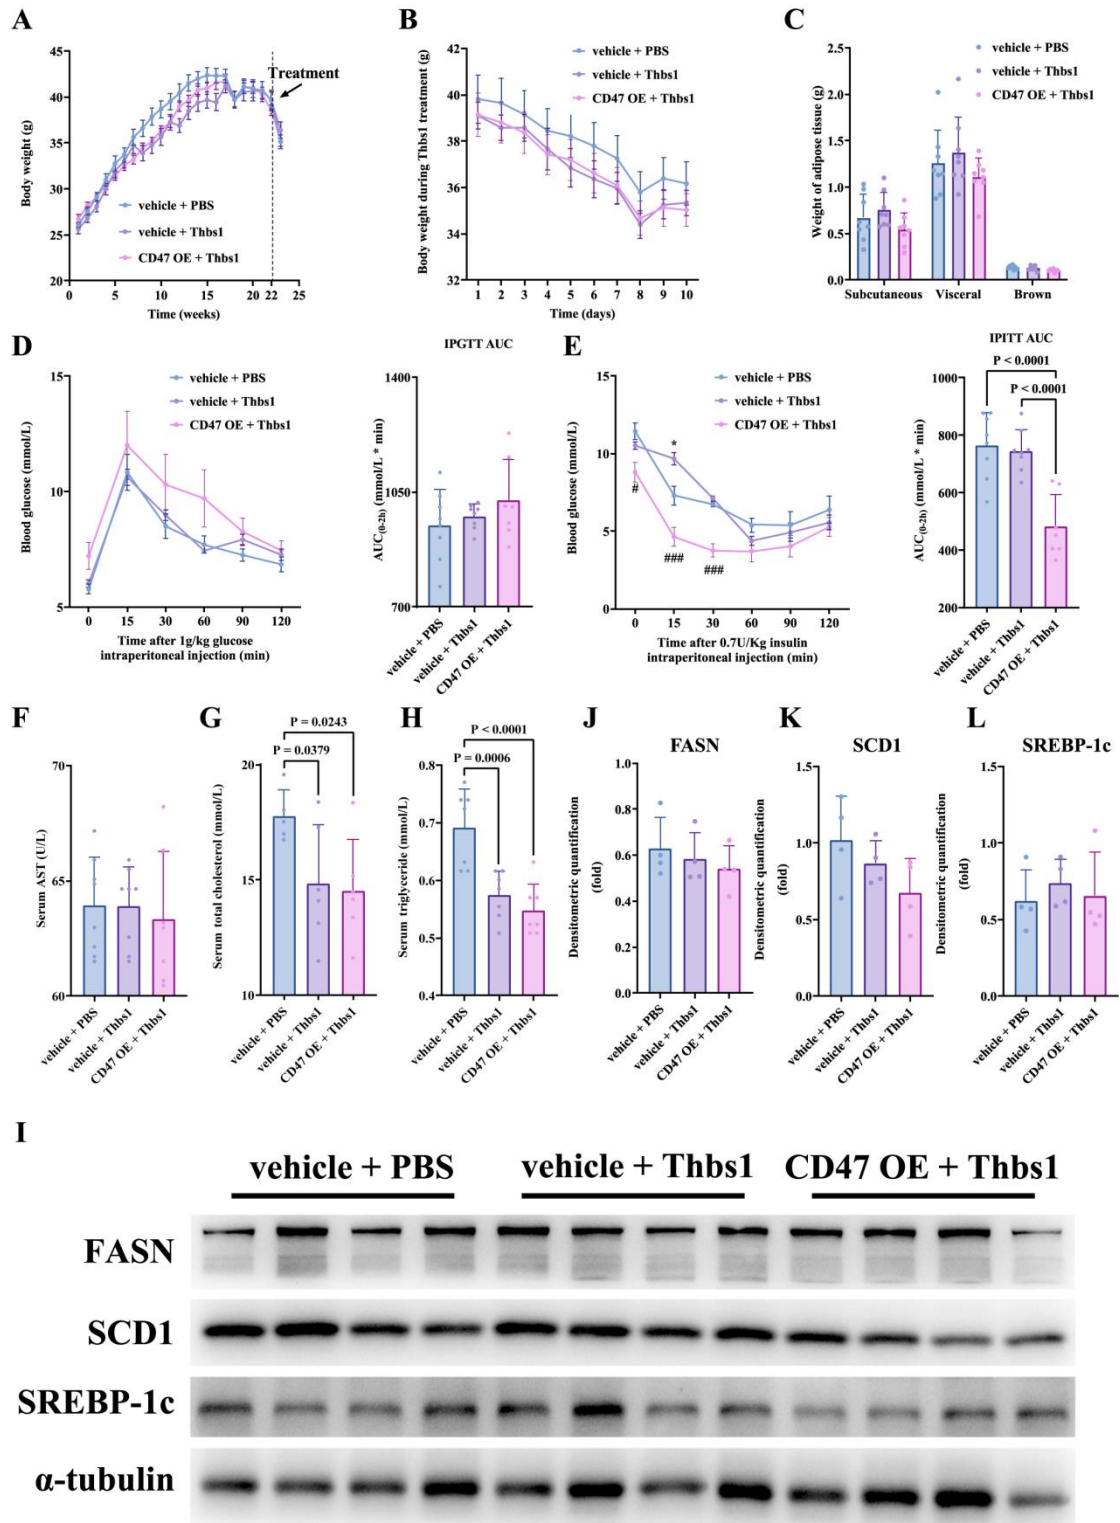 A
Body weight (g)
45
40
35
30
25
20
0
5
10
15
20
22
25
Time (weeks)
Treatment
vehicle + PBS
vehicle + Thbs1
CD47 OE + Thbs1
B
Body weight during Thbs1 treatment (g)
42
40
38
36
34
32
1 2 3 4 5 6 7 8 9 10
Time (days)
vehicle + PBS
vehicle + Thbs1
CD47 OE + Thbs1
C
Weight of adipose tissue (g)
2.5
2.0
1.5
1.0
0.5
0.0
Subcutaneous Visceral Brown
vehicle + PBS
vehicle + Thbs1
CD47 OE + Thbs1
D
Blood glucose (mmol/L)
15
10
5
0 15 30 60 90 120
Time after 1g/kg glucose
intraperitoneal injection (min)
vehicle + PBS
vehicle + Thbs1
CD47 OE + Thbs1
IPGTT AUC
AUC(0-2h) (mmol/L * min)
1400
1050
700
vehicle + PBS
vehicle + Thbs1
CD47 OE + Thbs1
E
Blood glucose (mmol/L)
15
10
5
0
0 15 30 60 90 120
Time after 0.7U/Kg insulin
intraperitoneal injection (min)
vehicle + PBS
vehicle + Thbs1
CD47 OE + Thbs1
*
#
###
###
IPITT AUC
P < 0.0001
P < 0.0001
AUC(0-2h) (mmol/L * min)
1000
800
600
400
200
vehicle + PBS
vehicle + Thbs1
CD47 OE + Thbs1
F
Serum AST (U/L)
70
65
60
vehicle + PBS
vehicle + Thbs1
CD47 OE + Thbs1
G
P = 0.0243
P = 0.0379
Serum total cholesterol (mmol/L)
20
15
10
vehicle + PBS
vehicle + Thbs1
CD47 OE + Thbs1
H
P < 0.0001
P = 0.0006
Serum triglyceride (mmol/L)
0.8
0.7
0.6
0.5
0.4
vehicle + PBS
vehicle + Thbs1
CD47 OE + Thbs1
J
FASN
Densitometric quantification
(fold)
1.0
0.8
0.6
0.4
0.2
0.0
vehicle + PBS
vehicle + Thbs1
CD47 OE + Thbs1
K
SCD1
Densitometric quantification
(fold)
1.5
1.0
0.5
0.0
vehicle + PBS
vehicle + Thbs1
CD47 OE + Thbs1
L
SREBP-1c
Densitometric quantification
(fold)
1.5
1.0
0.5
0.0
vehicle + PBS
vehicle + Thbs1
CD47 OE + Thbs1
I
vehicle + PBS vehicle + Thbs1 CD47 OE + Thbs1
FASN
SCD1
SREBP-1c
α-tubulin